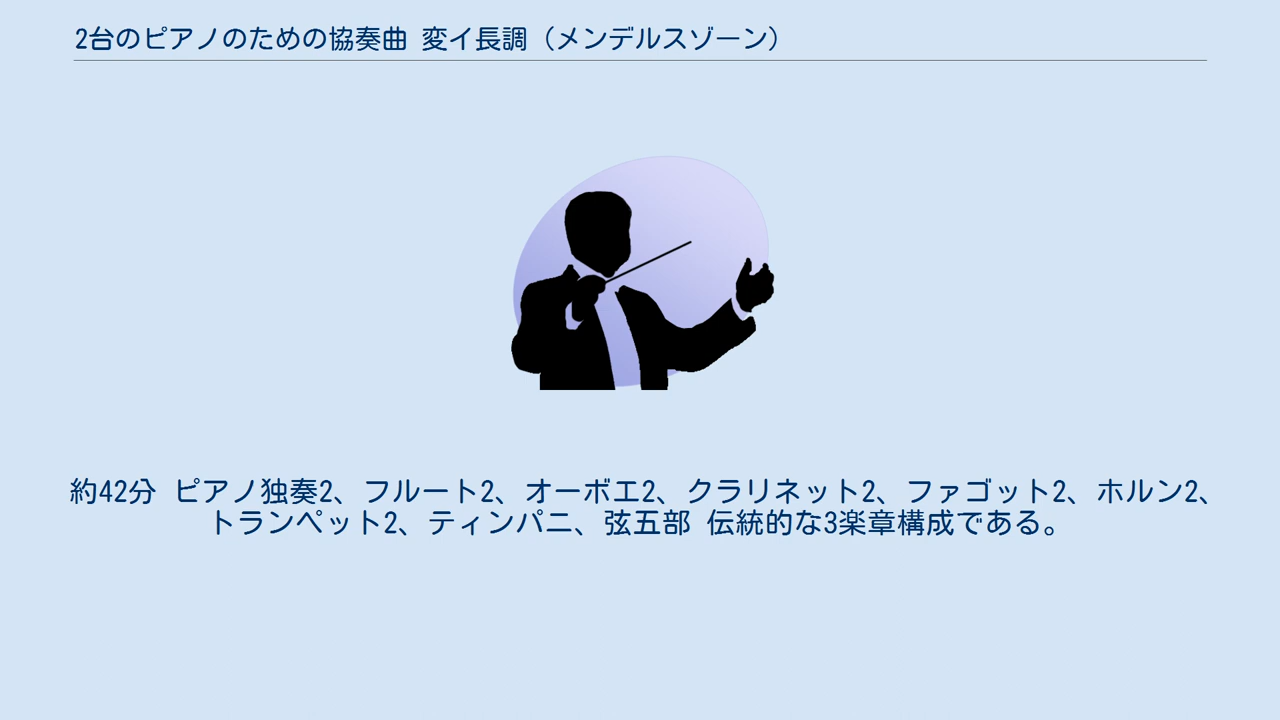 2台のピアノのための協奏曲 変イ長調（メンデルスゾーン）
約42分 ピアノ独奏2、フルート2、オーボエ2、クラリネット2、ファゴット2、ホルン2、
トランペット2、ティンパニ、弦五部 伝統的な3楽章構成である。